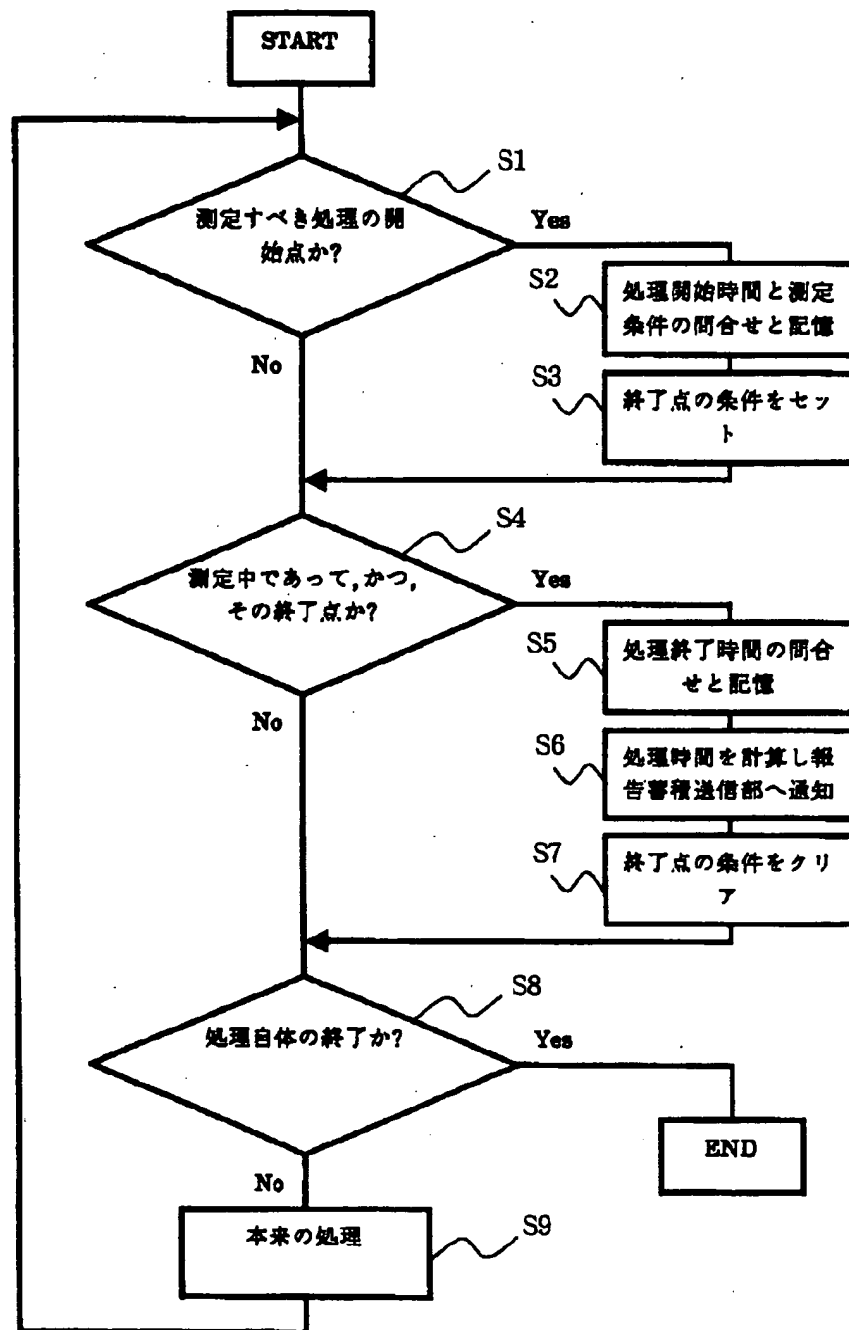 START
S1
測定すべき処理の開
始点か?
Yes
S2
処理開始時間と測定
条件の問合せと記憶
No
S3
終了点の条件をセッ
ト
S4
測定中であって,かつ,
その終了点か?
Yes
S5
処理終了時間の問合
せと記憶
No
S6
処理時間を計算し報
告蓄積送信部へ通知
S7
終了点の条件をクリ
ア
S8
処理自体の終了か?
Yes
END
No
本来の処理
S9